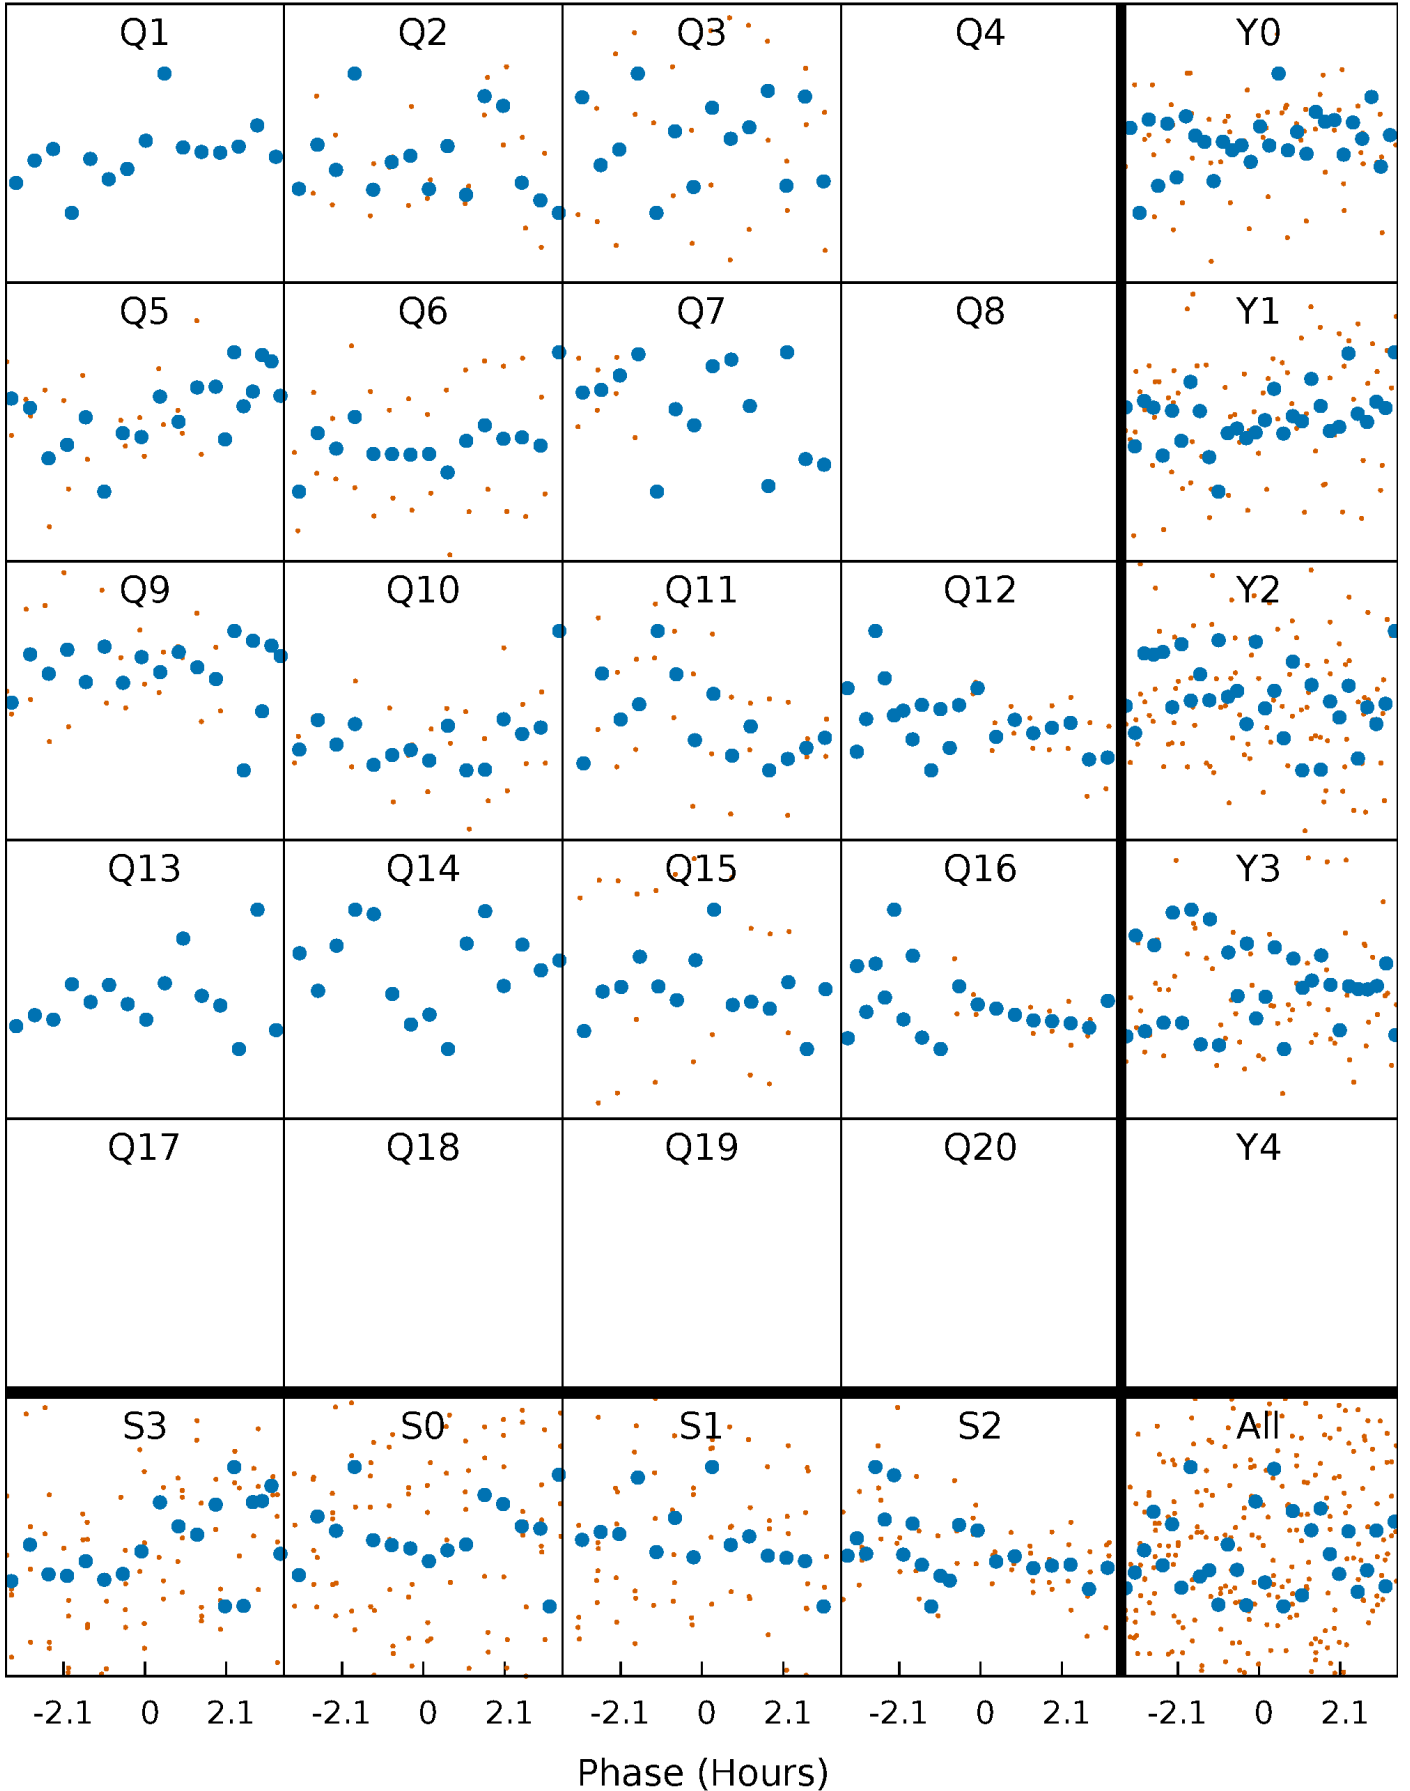 Q1 Q2 Q3 Q4 Y0
Q5 Q6 Q7 Q8 Y1
Q9 Q10 Q11 Q12 Y2
Q13 Q14 Q15 Q16 Y3
Q17 Q18 Q19 Q20 Y4
S3 S0 S1 S2 All
-2.1 0 2.1 -2.1 0 2.1 -2.1 0 2.1 -2.1 0 2.1 -2.1 0 2.1
Phase (Hours)